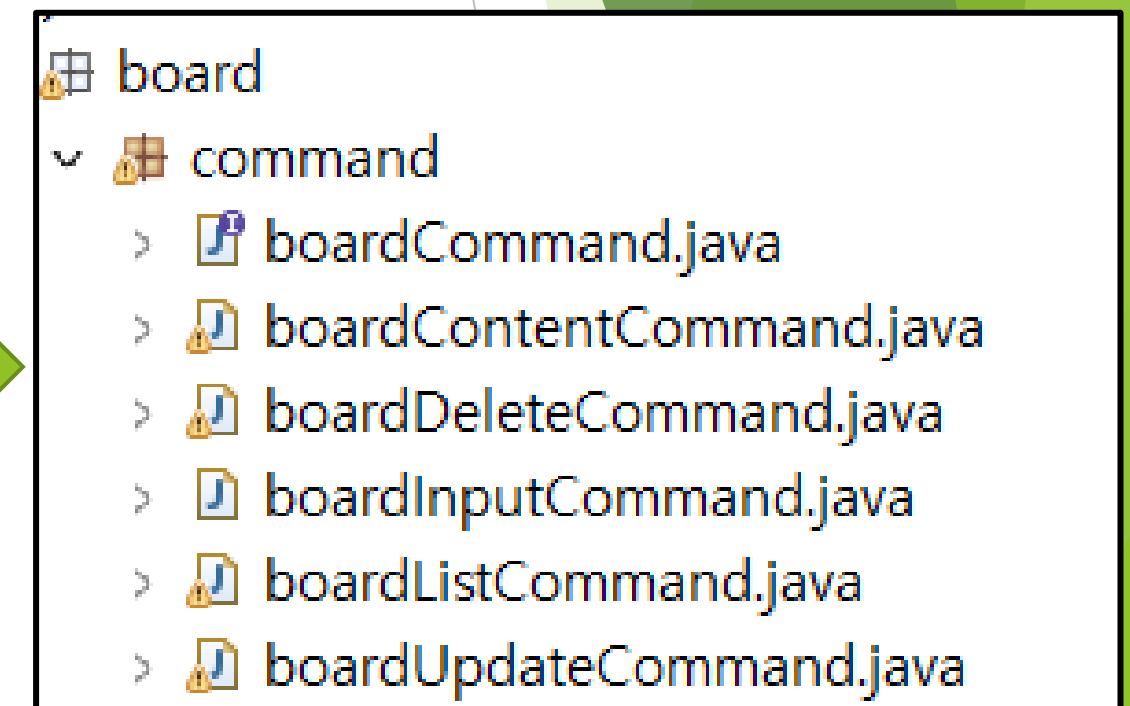 board
command
boardCommand.java
boardContentCommand.java
boardDeleteCommand.java
boardInputCommand.java
boardListCommand.java
boardUpdateCommand.java